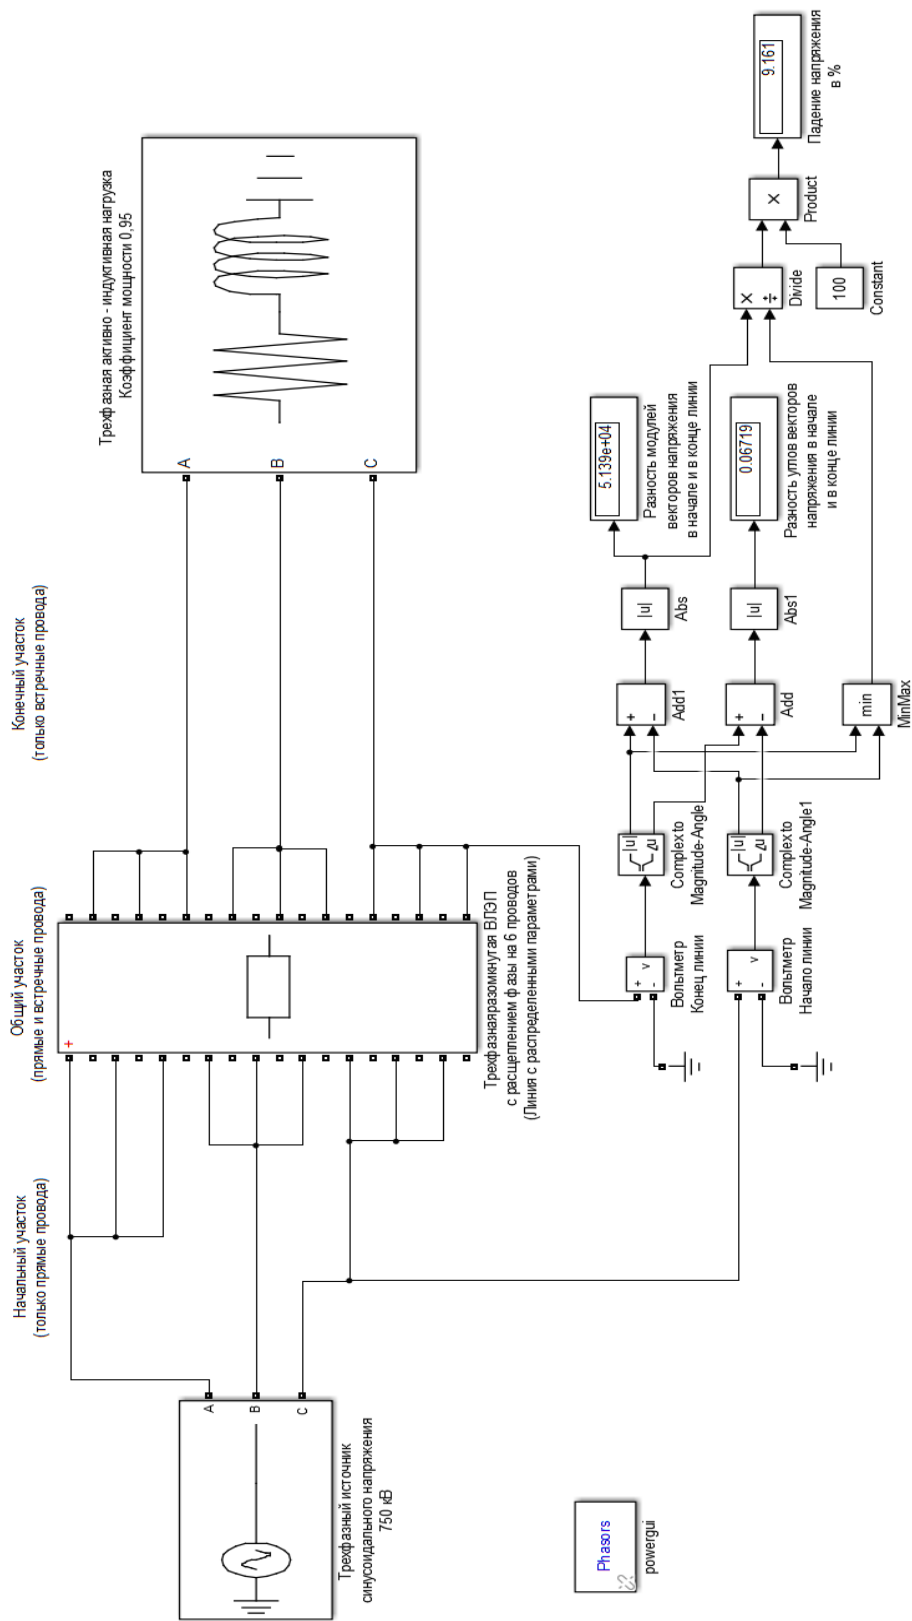 Начальный участок
(только прямые провода)
Общий участок
(прямые и встречные провода)
Конечный участок
(только встречные провода)
A
B
C
Трехфазный источник
синусоидального напряжения
750 кВ
+
Трехфазнаяразомкнутая ВЛЭП
с расщеплением фазы на 6 проводов
(Линия с распределенными параметрами)
Трехфазная активно - индуктивная нагрузка
Коэффициент мощности 0,95
A
B
C
Phasors
powergui
+
-
v
Вольтметр
Конец линии
|u|
∠u
Complex to
Magnitude-Angle
+
-
Add1
|u|
Abs
5.139e+04
Разность модулей
векторов напряжения
в начале и в конце линии
+
-
v
Вольтметр
Начало линии
|u|
∠u
Complex to
Magnitude-Angle1
+
-
Add
|u|
Abs1
0.06719
Разность углов векторов
напряжения в начале
и в конце линии
min
MinMax
×
÷
Divide
100
Constant
×
Product
9.161
Падение напряжения
в %